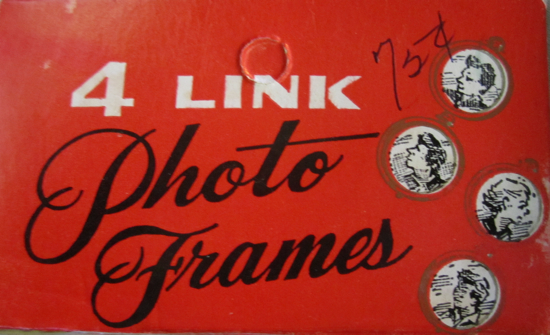 4 LINK
75¢
Photo
Frames